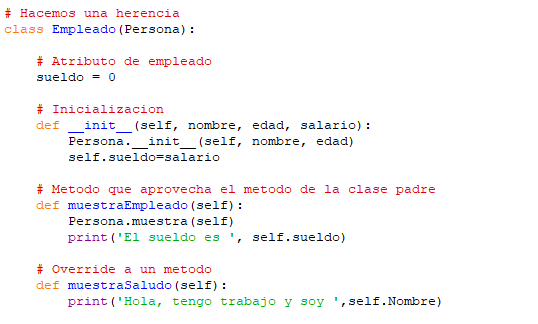 # Hacemos una herencia
class Empleado(Persona):
# Atributo de empleado
sueldo = 0
# Inicializacion
def __init__(self, nombre, edad, salario):
Persona.__init__(self, nombre, edad)
self.sueldo=salario
# Metodo que aprovecha el metodo de la clase padre
def muestraEmpleado(self):
Persona.muestra(self)
print('El sueldo es ', self.sueldo)
# Override a un metodo
def muestraSaludo(self):
print('Hola, tengo trabajo y soy ',self.Nombre)